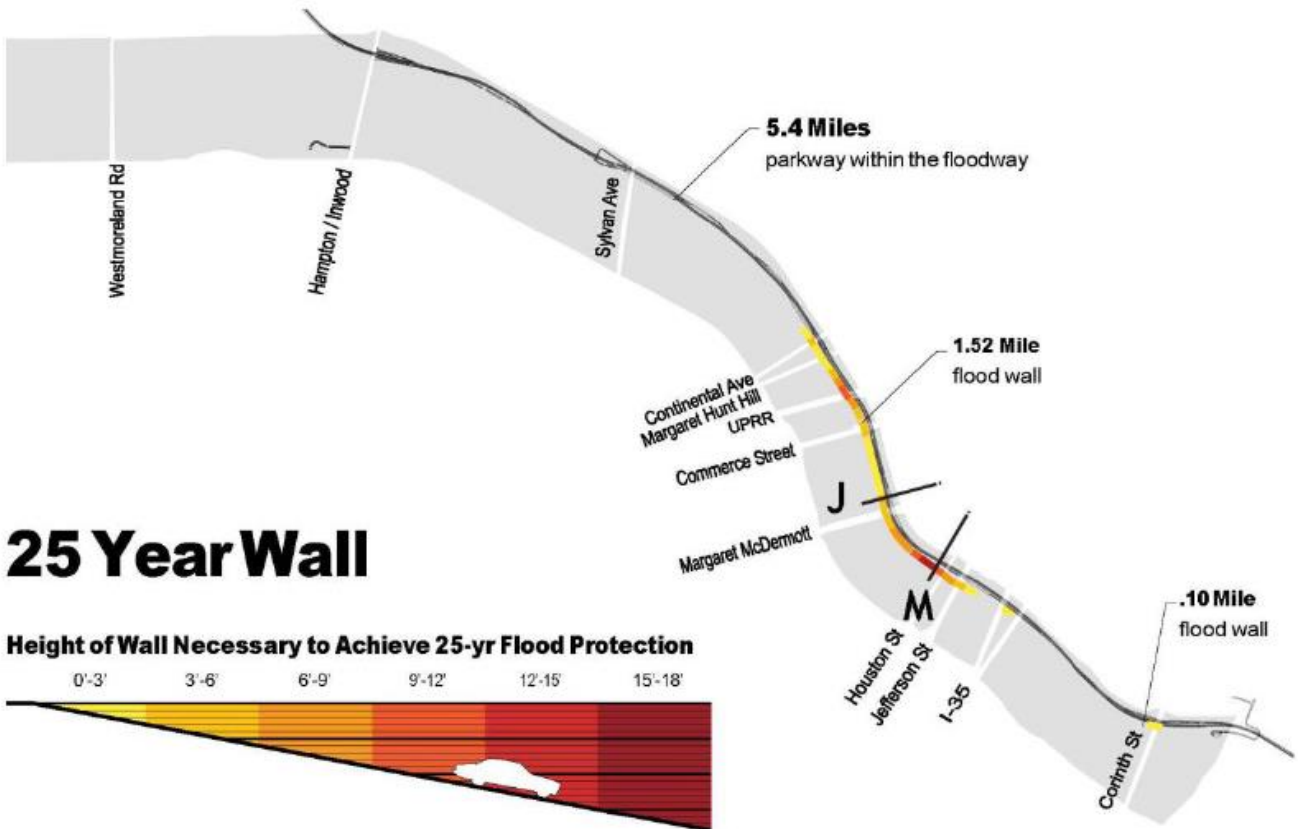 5.4 Miles
parkway within the floodway
Westmoreland Rd
Hampton / Inwood
Sylvan Ave
1.52 Mile
flood wall
Continental Ave
Margaret Hunt Hill
UPRR
Commerce Street
J
Margaret McDermott
M
Houston St
Jefferson St
I-35
.10 Mile
flood wall
Corinth St
25 Year Wall
Height of Wall Necessary to Achieve 25-yr Flood Protection
0'-3' 3'-6' 6'-9' 9'-12' 12'-15' 15'-18'